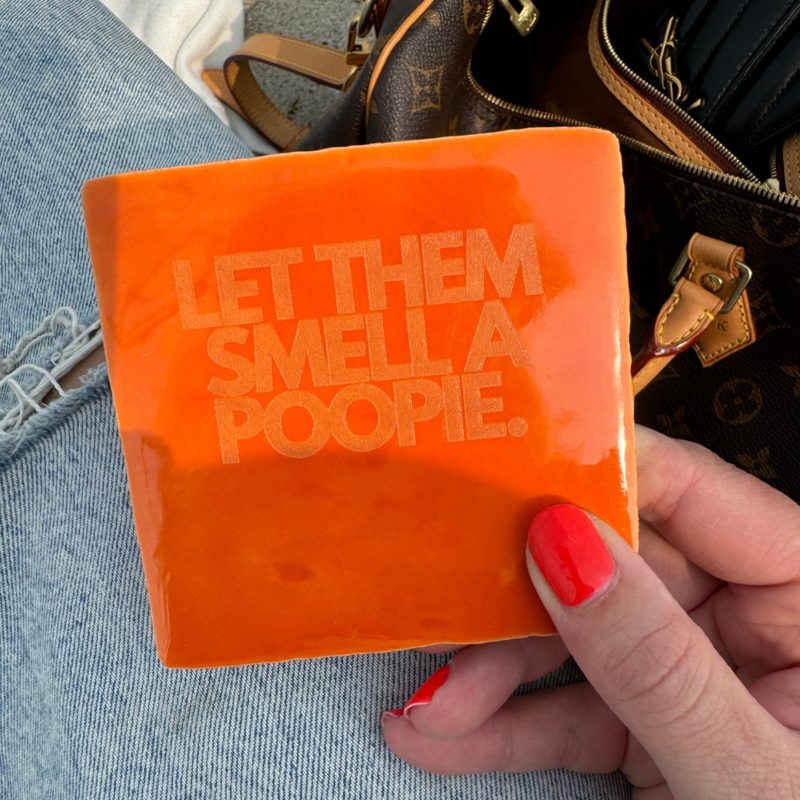 LET THEM
SMELL A
POOPIE.